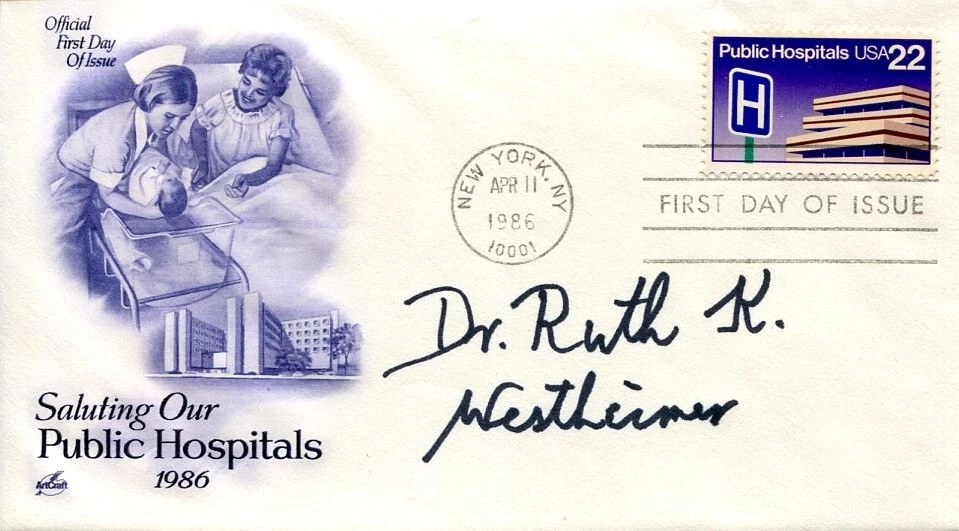 Official
First Day
Of Issue
Public Hospitals USA 22
H
NEW YORK, NY
APR 11
1986
10001
FIRST DAY OF ISSUE
Dr. Ruth K.
Westheimer
Saluting Our
Public Hospitals
1986
ArtCraft